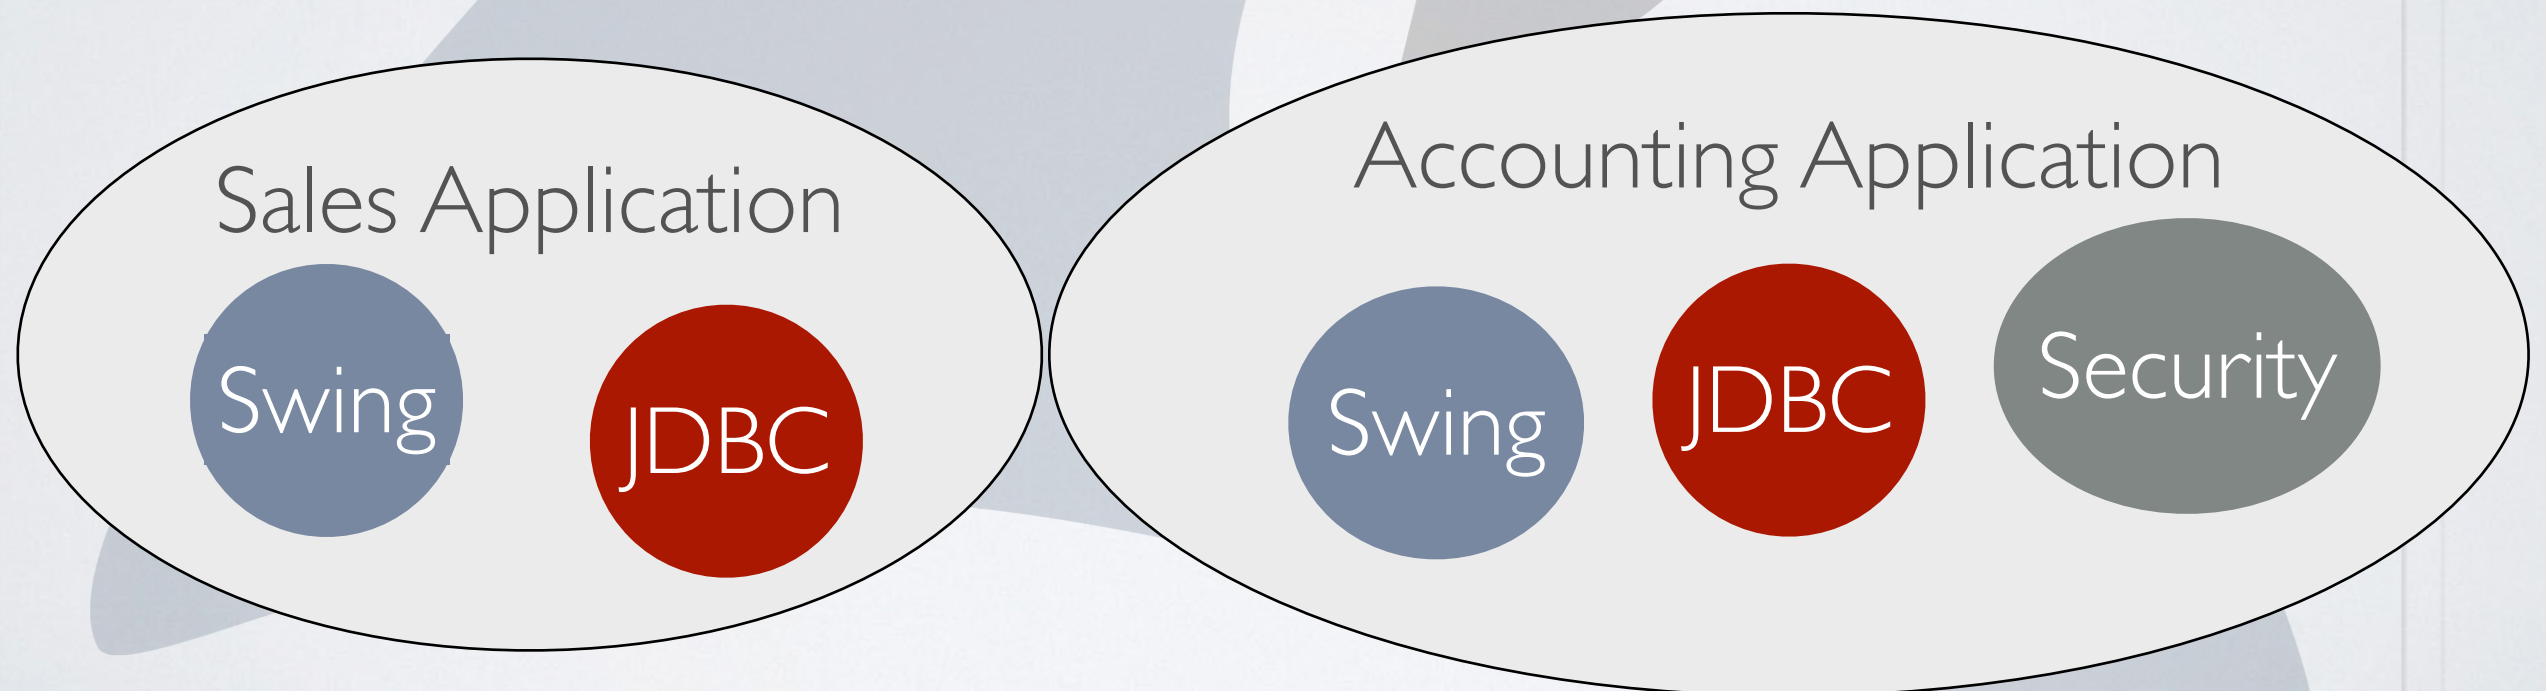 Sales Application
Swing
JDBC
Accounting Application
Swing
JDBC
Security